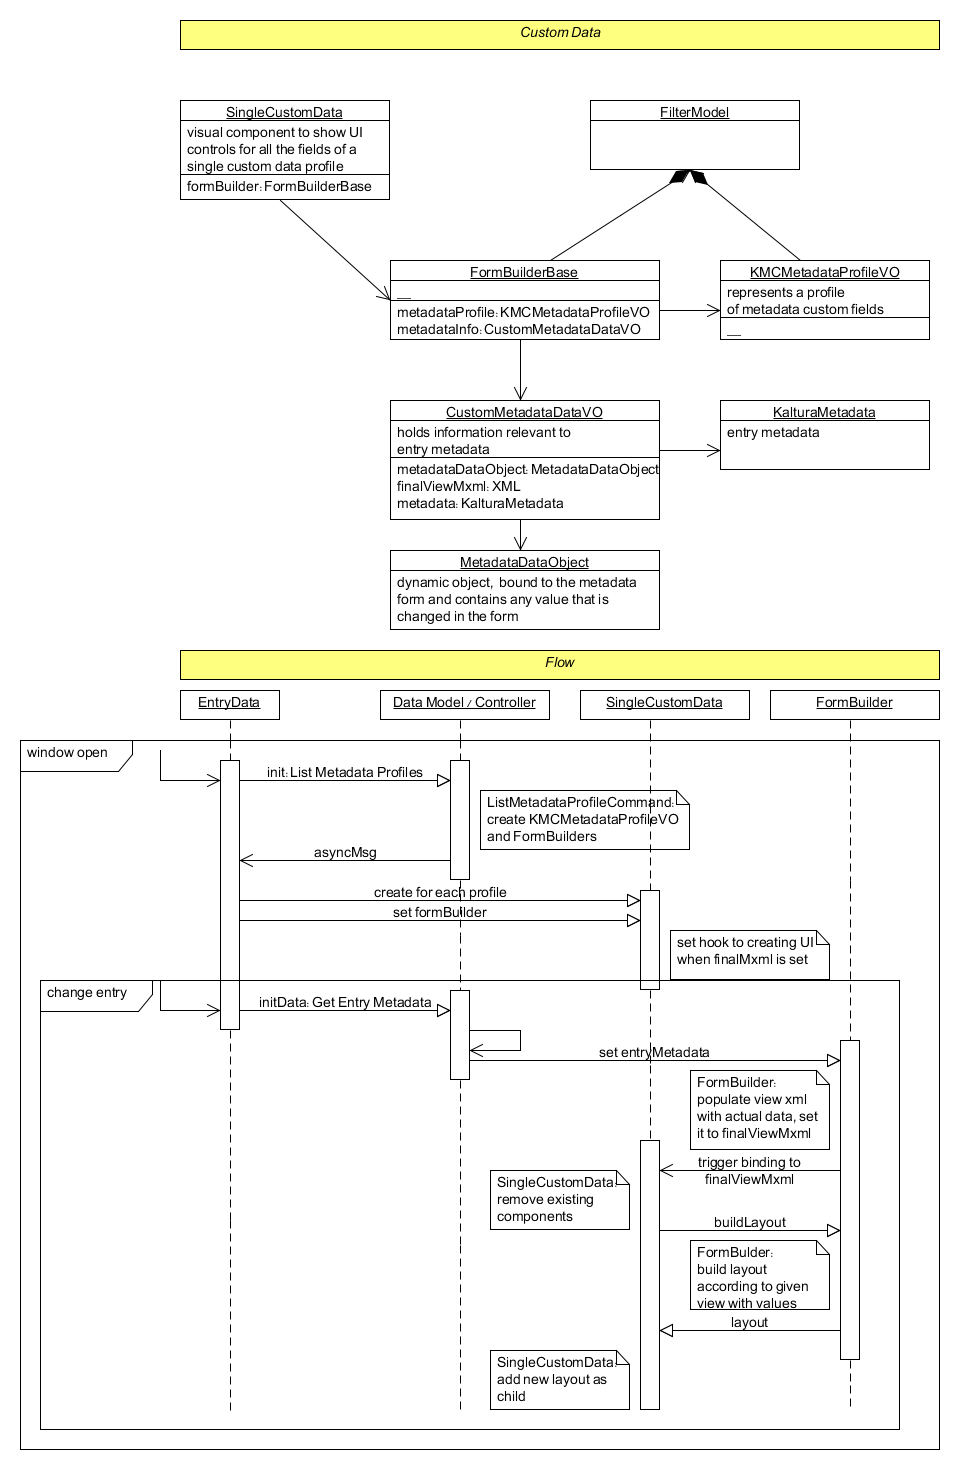 Custom Data
SingleCustomData
visual component to show UI
controls for all the fields of a
single custom data profile
formBuilder: FormBuilderBase
FilterModel
FormBuilderBase
__
metadataProfile: KMCMetadataProfileVO
metadataInfo: CustomMetadataDataVO
KMCMetadataProfileVO
represents a profile
of metadata custom fields
__
CustomMetadataDataVO
holds information relevant to
entry metadata
metadataDataObject: MetadataDataObject
finalViewMxml: XML
metadata: KalturaMetadata
KalturaMetadata
entry metadata
MetadataDataObject
dynamic object, bound to the metadata
form and contains any value that is
changed in the form
Flow
EntryData
Data Model / Controller
SingleCustomData
FormBuilder
window open
init: List Metadata Profiles
ListMetadataProfileCommand:
create KMCMetadataProfileVO
and FormBuilders
asyncMsg
create for each profile
set formBuilder
set hook to creating UI
when finalMxml is set
change entry
initData: Get Entry Metadata
set entryMetadata
FormBuilder:
populate view xml
with actual data, set
it to finalViewMxml
trigger binding to
finalViewMxml
SingleCustomData:
remove existing
components
buildLayout
FormBulder:
build layout
according to given
view with values
layout
SingleCustomData:
add new layout as
child